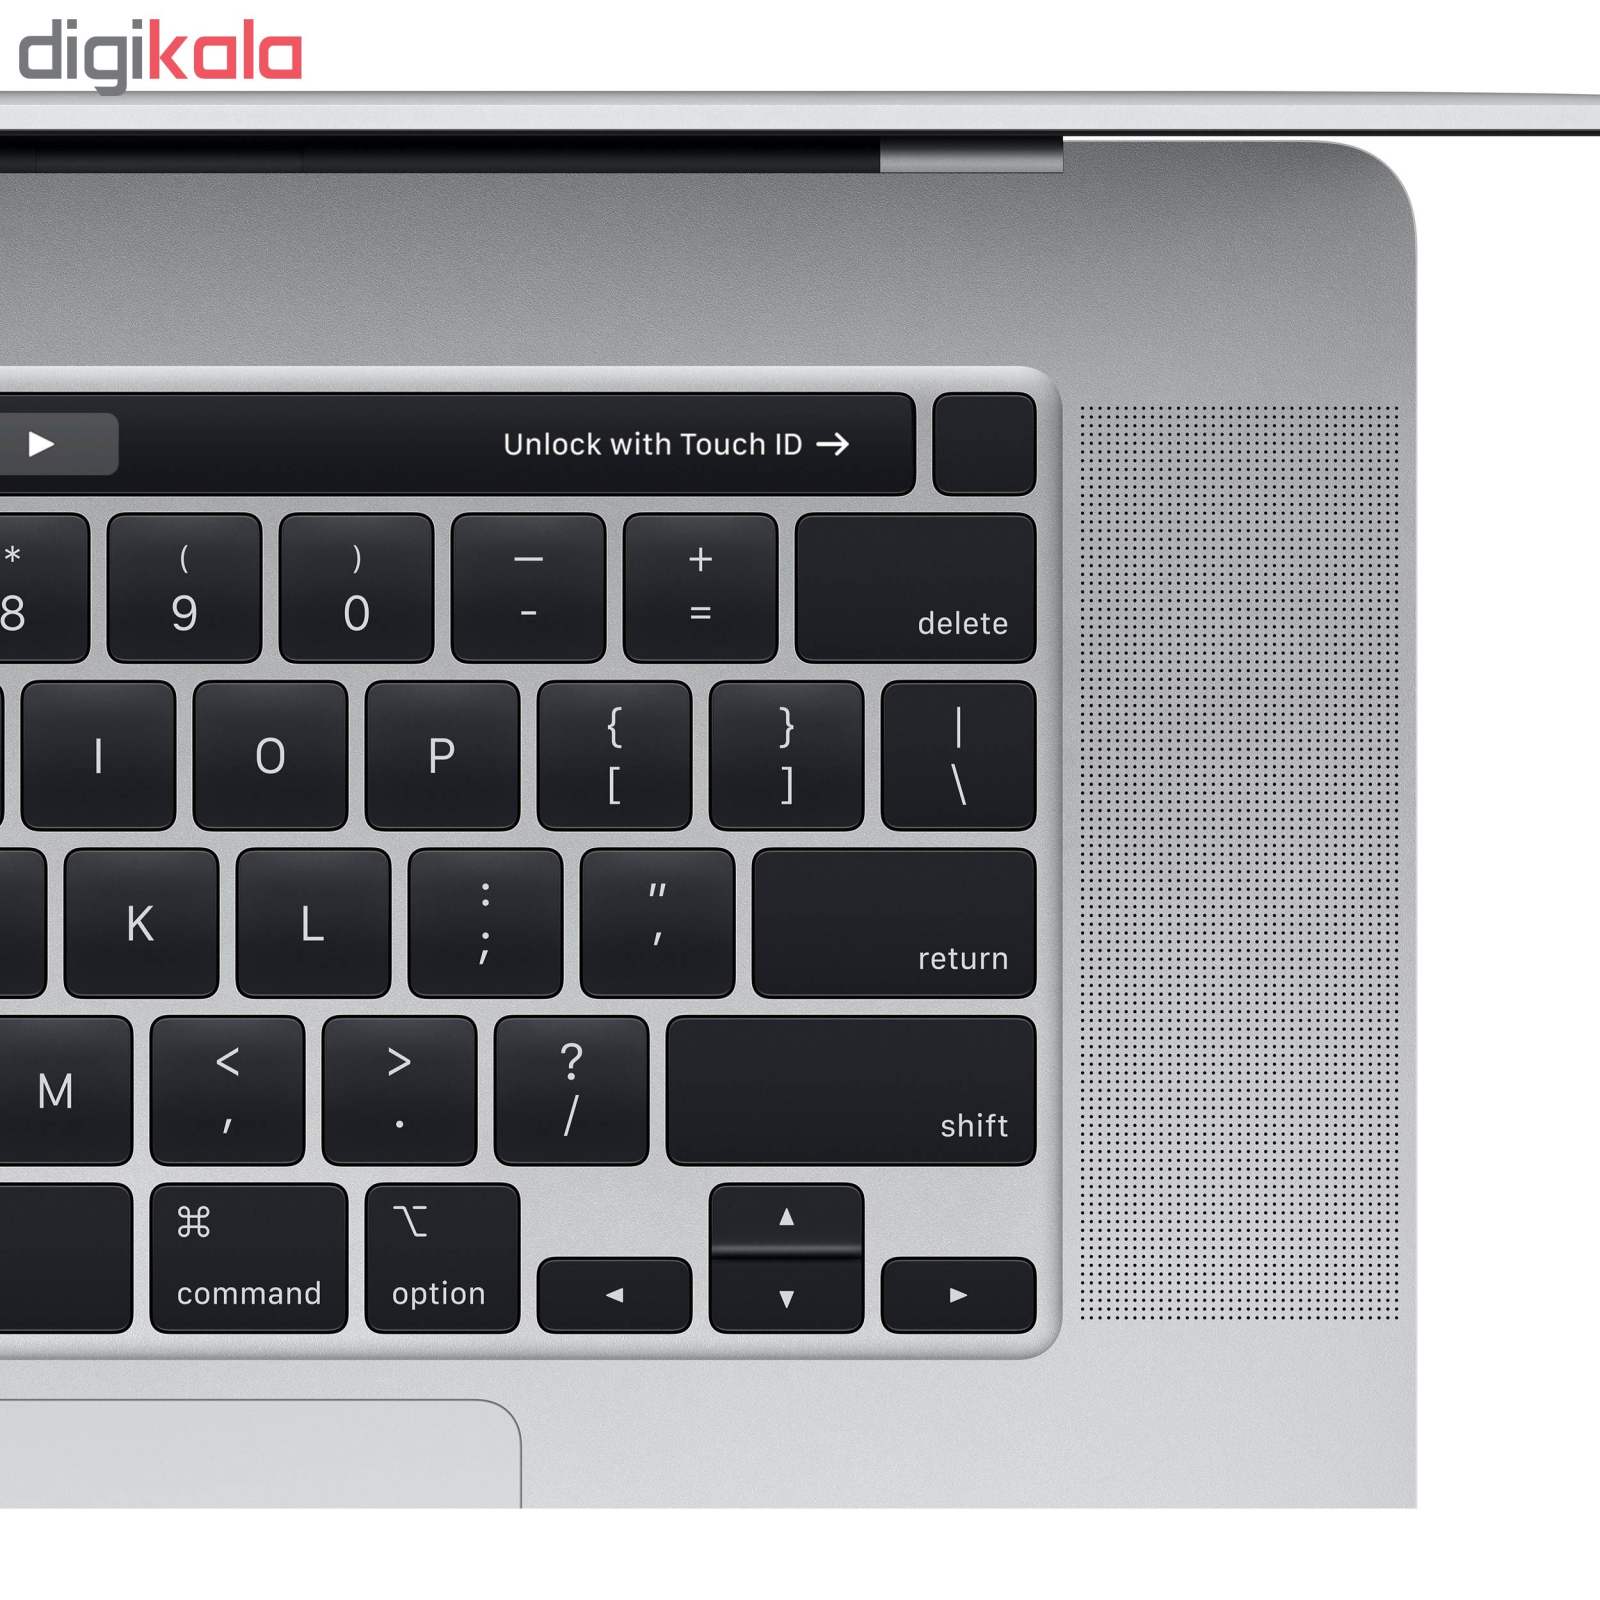 digikala
Unlock with Touch ID →
* ( ) — +
8 9 0 - = delete
{ } |
I O P [ ] \
: "
K L ; ' return
< > ?
M , . / shift
⌘ ⌥ ▲
command option ◄ ▼ ►